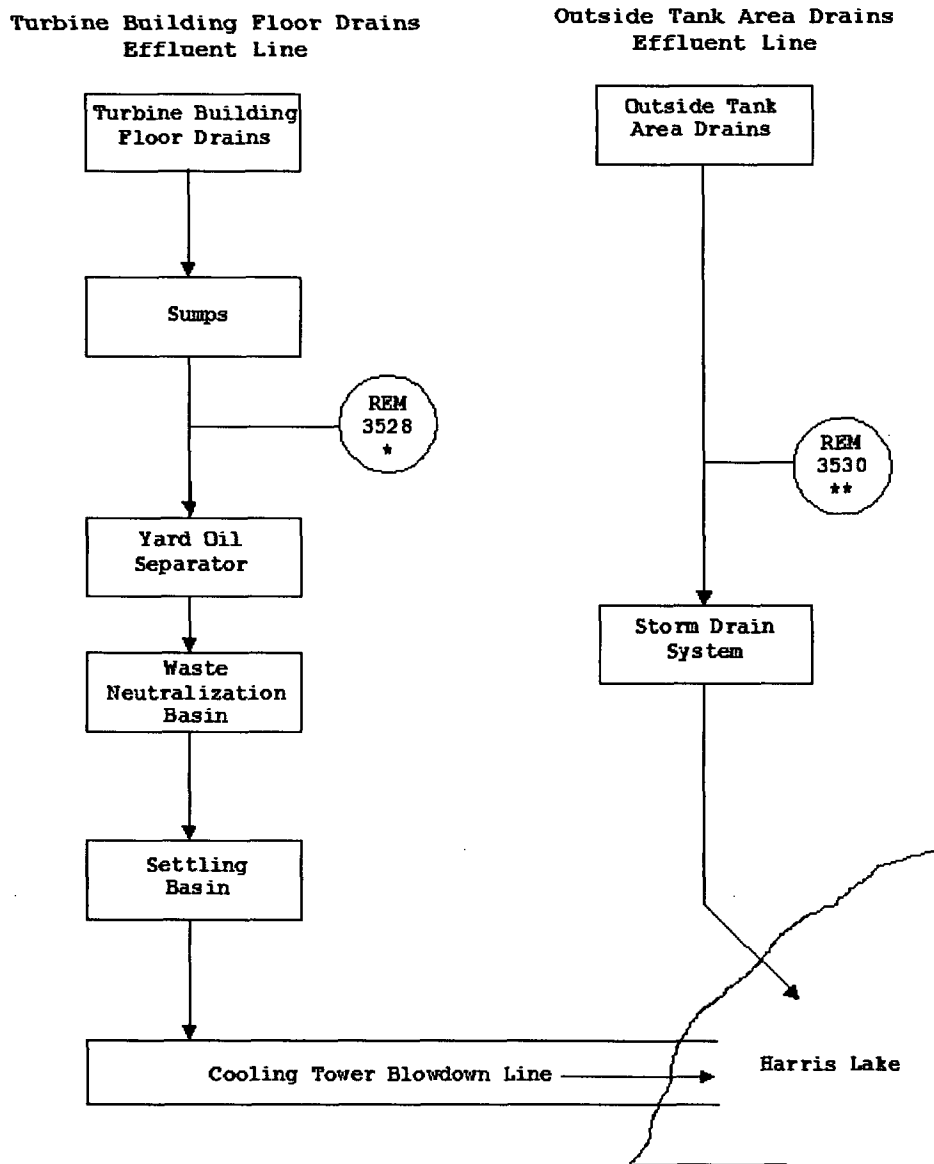 Turbine Building Floor Drains
Effluent Line
Turbine Building
Floor Drains
Sumps
REM
3528
*
Yard Oil
Separator
Waste
Neutralization
Basin
Settling
Basin
Cooling Tower Blowdown Line
Outside Tank Area Drains
Effluent Line
Outside Tank
Area Drains
REM
3530
**
Storm Drain
System
Harris Lake